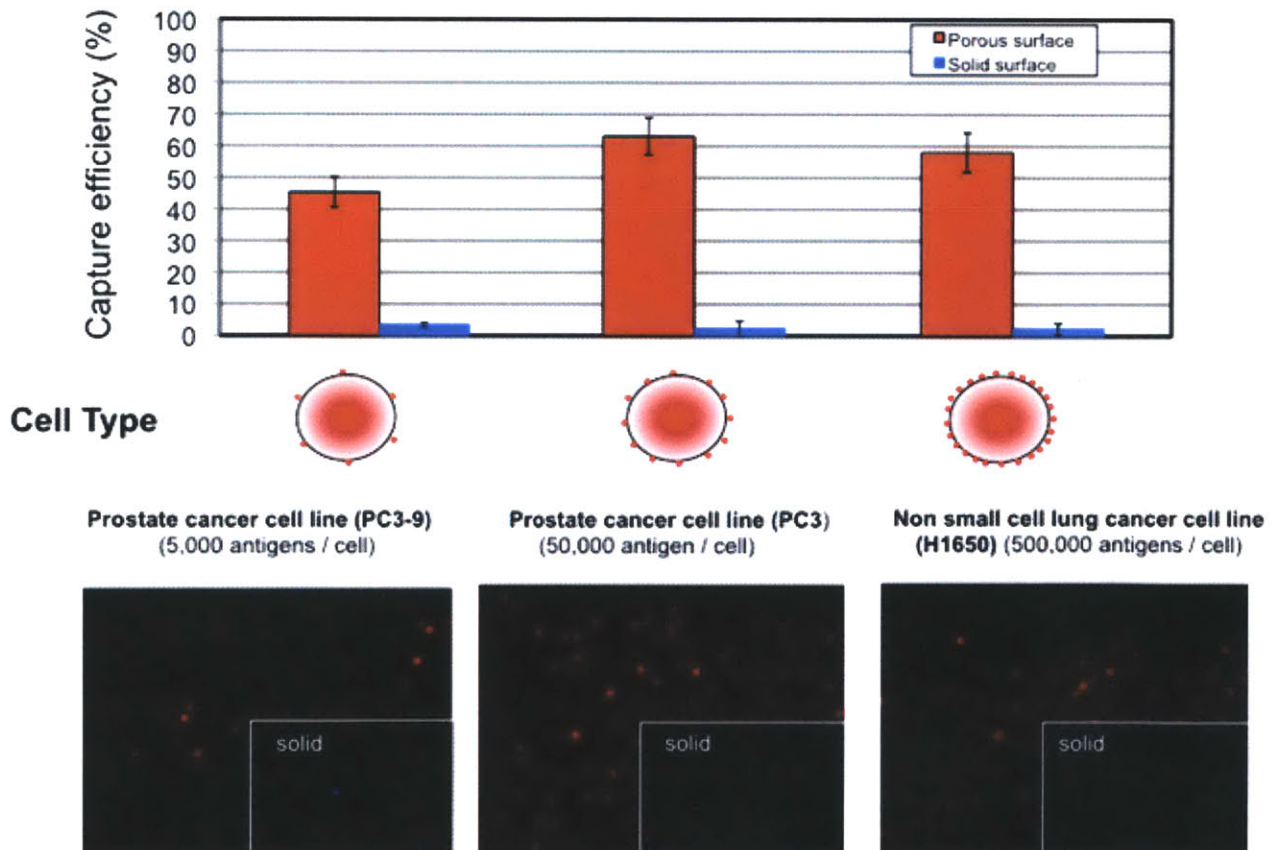 Capture efficiency (%)
100
90
80
70
60
50
40
30
20
10
0
Porous surface
Solid surface
Cell Type
Prostate cancer cell line (PC3-9)
(5,000 antigens / cell)
Prostate cancer cell line (PC3)
(50,000 antigen / cell)
Non small cell lung cancer cell line
(H1650) (500,000 antigens / cell)
solid
solid
solid